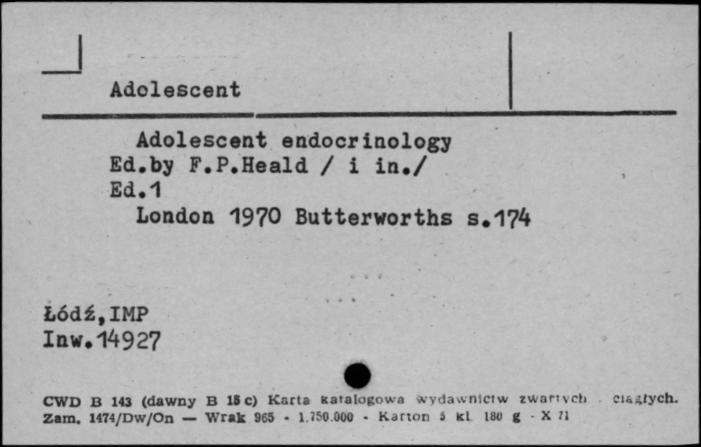 Adolescent
Adolescent endocrinology
Ed.by F.P.Heald / i in./
Ed.1
London 1970 Butterworths s.174
Łódź,IMP
Inw.14927
CWD B 143 (dawny B 15 c) Karta katalogowa wydawnictw zwartych ciągłych.
Zam. 1474/Dw/On — Wrak 965 - 1.750.000 - Karton 5 kl. 180 g - X 71